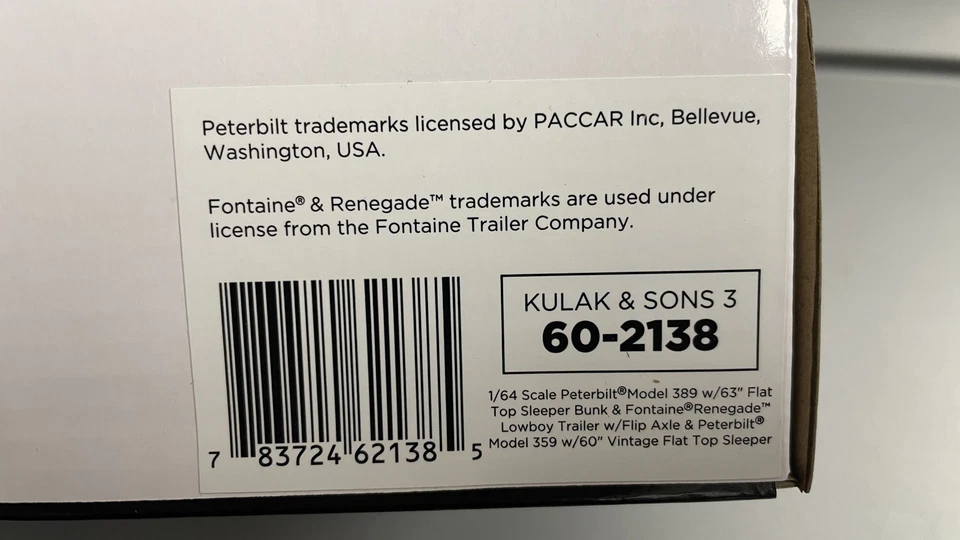 Peterbilt trademarks licensed by PACCAR Inc, Bellevue,
Washington, USA.
Fontaine® & Renegade™ trademarks are used under
license from the Fontaine Trailer Company.
KULAK & SONS 3
60-2138
1/64 Scale Peterbilt®Model 389 w/63" Flat
Top Sleeper Bunk & Fontaine®Renegade™
Lowboy Trailer w/Flip Axle & Peterbilt®
Model 359 w/60" Vintage Flat Top Sleeper
7 83724 62138 5